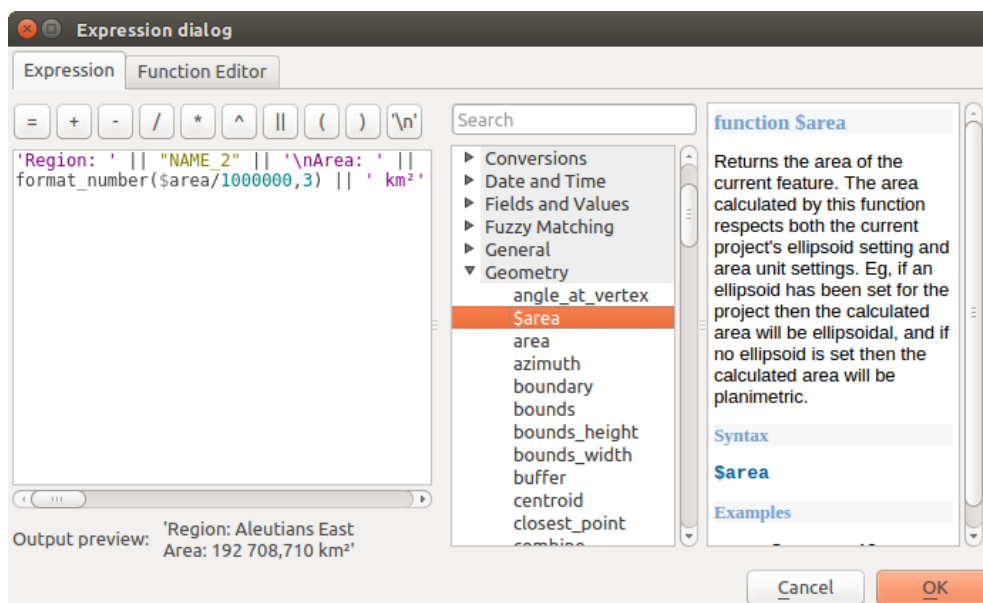 Expression dialog
Expression
Function Editor
= + - / * ^ || ( ) '\n'
'Region: ' || "NAME_2" || '\nArea: ' ||
format_number($area/1000000,3) || ' km²'
Output preview:
'Region: Aleutians East
Area: 192 708,710 km²'
Search
Conversions
Date and Time
Fields and Values
Fuzzy Matching
General
Geometry
angle_at_vertex
$area
area
azimuth
boundary
bounds
bounds_height
bounds_width
buffer
centroid
closest_point
function $area
Returns the area of the
current feature. The area
calculated by this function
respects both the current
project's ellipsoid setting and
area unit settings. Eg, if an
ellipsoid has been set for the
project then the calculated
area will be ellipsoidal, and if
no ellipsoid is set then the
calculated area will be
planimetric.
Syntax
$area
Examples
Cancel
OK